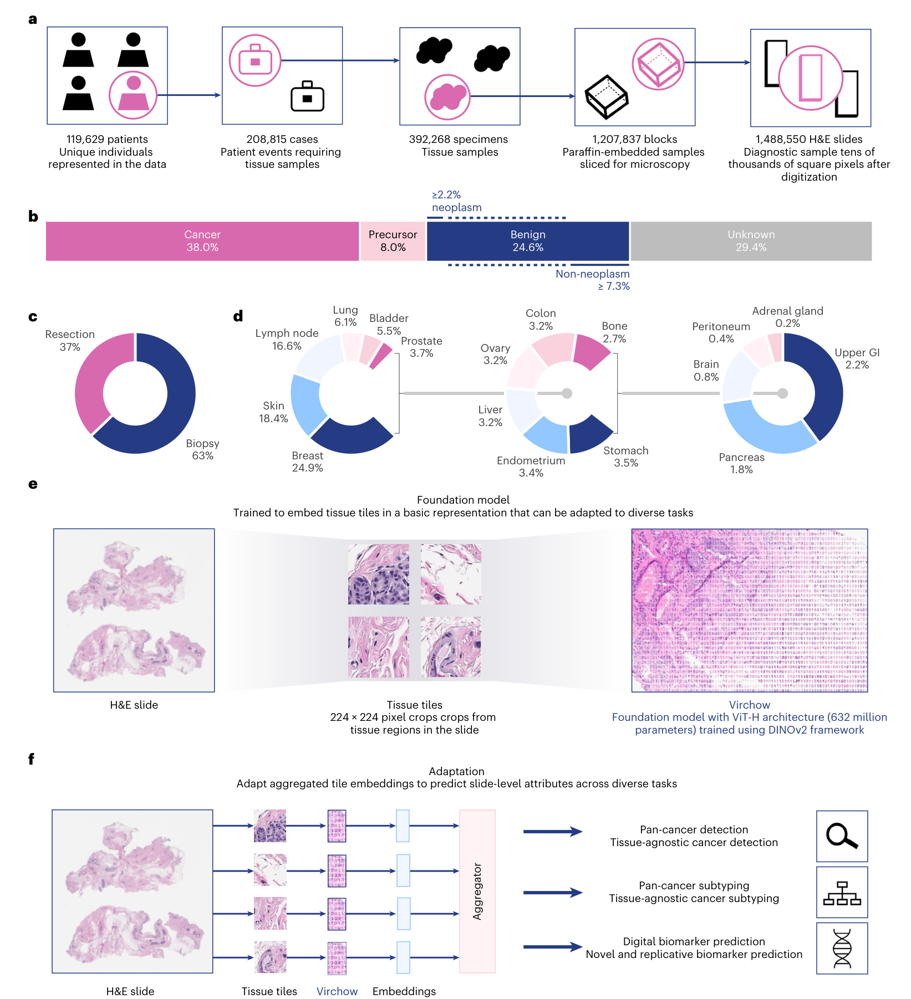 a
119,629 patients
Unique individuals
represented in the data
208,815 cases
Patient events requiring
tissue samples
392,268 specimens
Tissue samples
1,207,837 blocks
Paraffin-embedded samples
sliced for microscopy
1,488,550 H&E slides
Diagnostic sample tens of
thousands of square pixels after
digitization
b
≥2.2%
neoplasm
Cancer
38.0%
Precursor
8.0%
Benign
24.6%
Unknown
29.4%
Non-neoplasm
≥ 7.3%
c
Resection
37%
Biopsy
63%
d
Lung
6.1%
Bladder
5.5%
Prostate
3.7%
Lymph node
16.6%
Skin
18.4%
Breast
24.9%
Colon
3.2%
Bone
2.7%
Ovary
3.2%
Liver
3.2%
Endometrium
3.4%
Stomach
3.5%
Adrenal gland
0.2%
Peritoneum
0.4%
Brain
0.8%
Upper GI
2.2%
Pancreas
1.8%
e
Foundation model
Trained to embed tissue tiles in a basic representation that can be adapted to diverse tasks
H&E slide
Tissue tiles
224 × 224 pixel crops crops from
tissue regions in the slide
Virchow
Foundation model with ViT-H architecture (632 million
parameters) trained using DINOv2 framework
f
Adaptation
Adapt aggregated tile embeddings to predict slide-level attributes across diverse tasks
Aggregator
Pan-cancer detection
Tissue-agnostic cancer detection
Pan-cancer subtyping
Tissue-agnostic cancer subtyping
Digital biomarker prediction
Novel and replicative biomarker prediction
H&E slide
Tissue tiles
Virchow
Embeddings